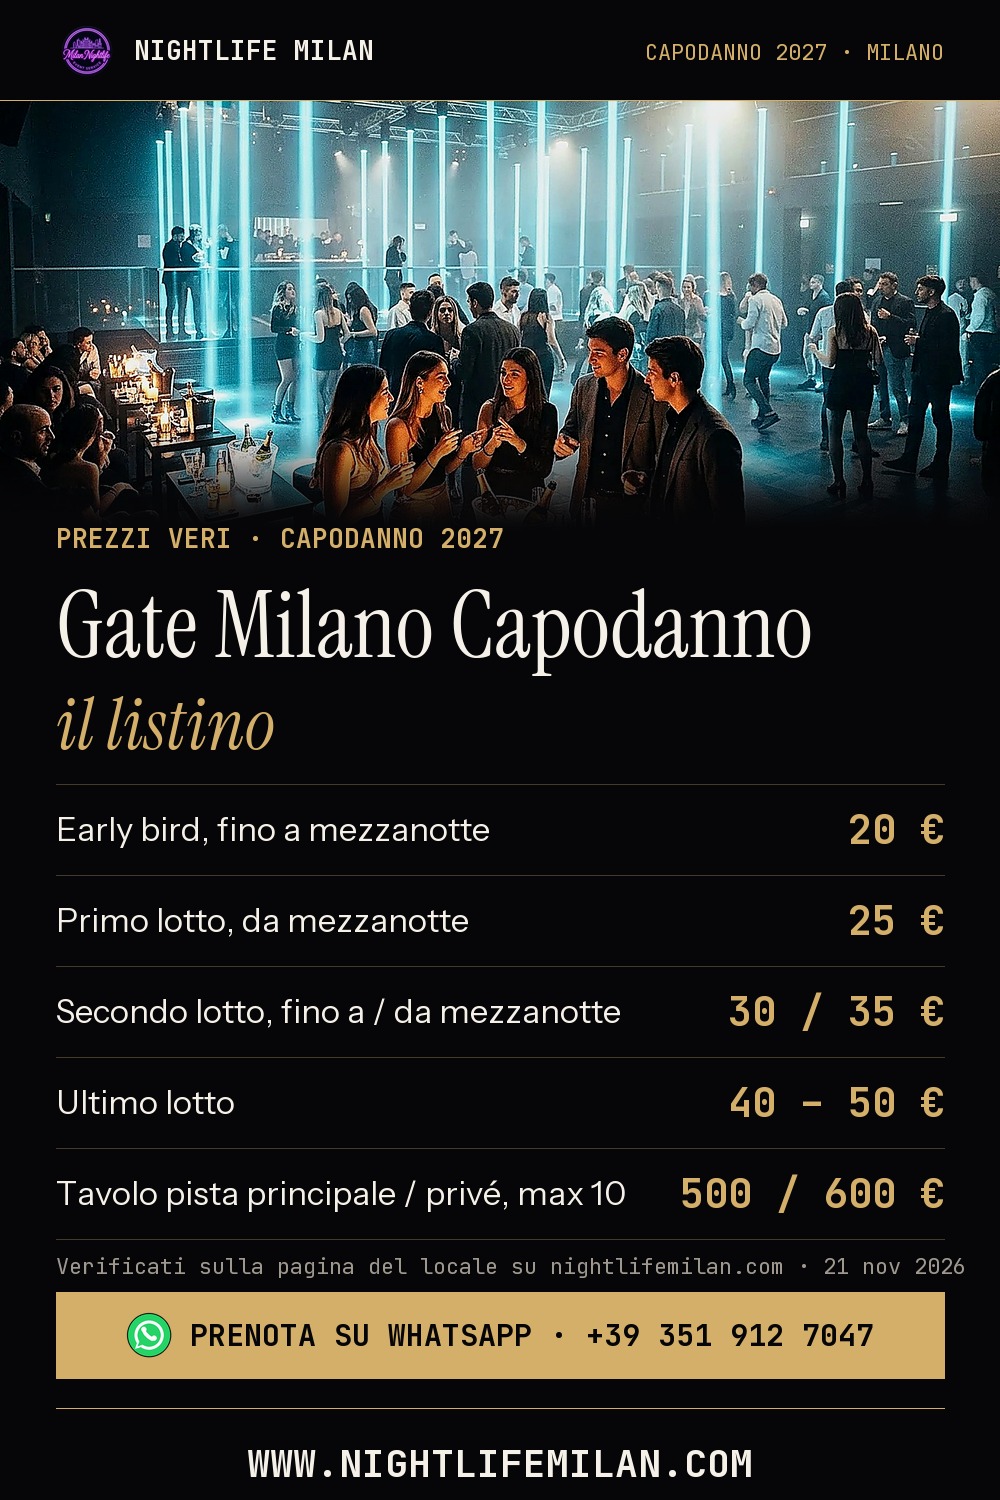 Milan Nightlife
NIGHTLIFE MILAN
CAPODANNO 2027 · MILANO
PREZZI VERI · CAPODANNO 2027
Gate Milano Capodanno
il listino
Early bird, fino a mezzanotte 20 €
Primo lotto, da mezzanotte 25 €
Secondo lotto, fino a / da mezzanotte 30 / 35 €
Ultimo lotto 40 – 50 €
Tavolo pista principale / privé, max 10 500 / 600 €
Verificati sulla pagina del locale su nightlifemilan.com · 21 nov 2026
PRENOTA SU WHATSAPP · +39 351 912 7047
WWW.NIGHTLIFEMILAN.COM